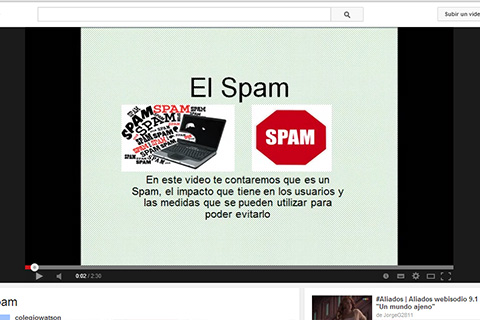 Subir un vídeo
El Spam
SPAM SPAM SPAM
SPAM
SPAM
SPAM
En este video te contaremos que es un
Spam, el impacto que tiene en los usuarios y
las medidas que se pueden utilizar para
poder evitarlo
0:02 / 2:30
pam
colegiowatson
#Aliados | Aliados webisodio 9.1
"Un mundo ajeno"
de JorgeG2811